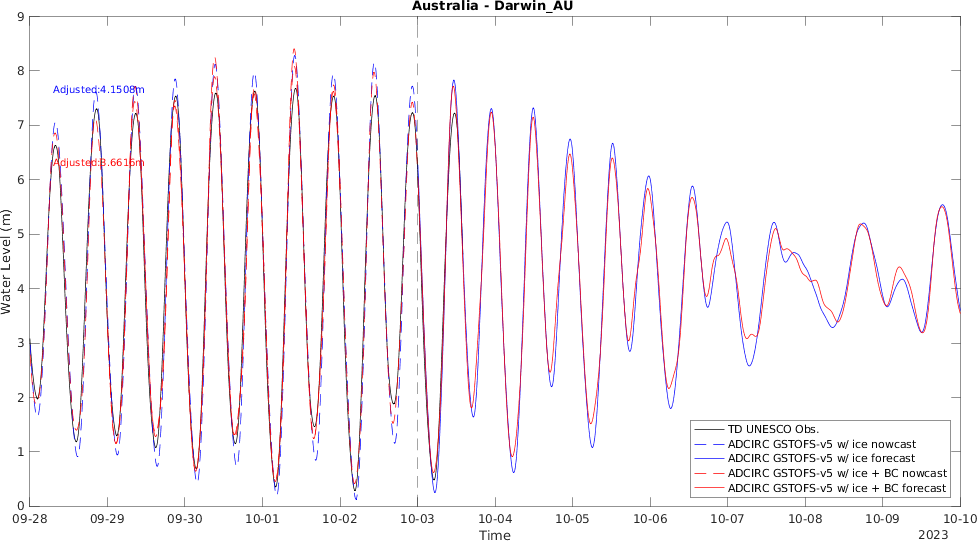 Australia - Darwin_AU
9
8
7
6
5
4
3
2
1
0
Water Level (m)
Adjusted:4.1508m
Adjusted:3.6616m
TD UNESCO Obs.
ADCIRC GSTOFS-v5 w/ ice nowcast
ADCIRC GSTOFS-v5 w/ ice forecast
ADCIRC GSTOFS-v5 w/ ice + BC nowcast
ADCIRC GSTOFS-v5 w/ ice + BC forecast
09-28 09-29 09-30 10-01 10-02 10-03 10-04 10-05 10-06 10-07 10-08 10-09 10-10
Time
2023